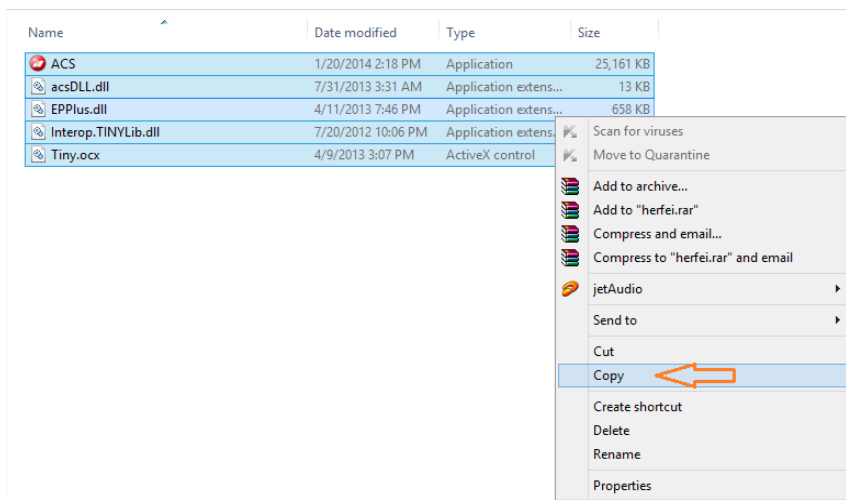 Name Date modified Type Size
ACS 1/20/2014 2:18 PM Application 25,161 KB
acsDLL.dll 7/31/2013 3:31 AM Application extens... 13 KB
EPPlus.dll 4/11/2013 7:46 PM Application extens... 658 KB
Interop.TINYLib.dll 7/20/2012 10:06 PM Application extens.
Tiny.ocx 4/9/2013 3:07 PM ActiveX control
Scan for viruses
Move to Quarantine
Add to archive...
Add to "herfei.rar"
Compress and email...
Compress to "herfei.rar" and email
jetAudio
Send to
Cut
Copy
Create shortcut
Delete
Rename
Properties